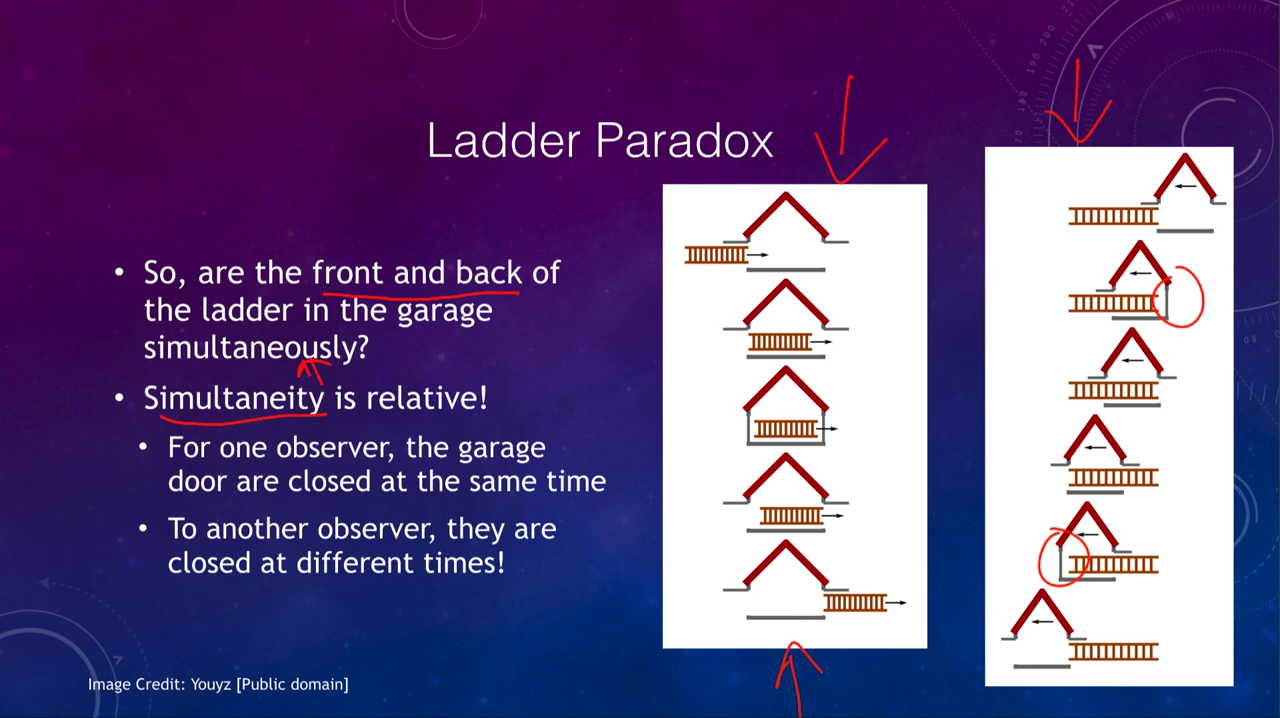 Ladder Paradox
• So, are the front and back of
the ladder in the garage
simultaneously?
• Simultaneity is relative!
• For one observer, the garage
door are closed at the same time
• To another observer, they are
closed at different times!
Image Credit: Youyz [Public domain]